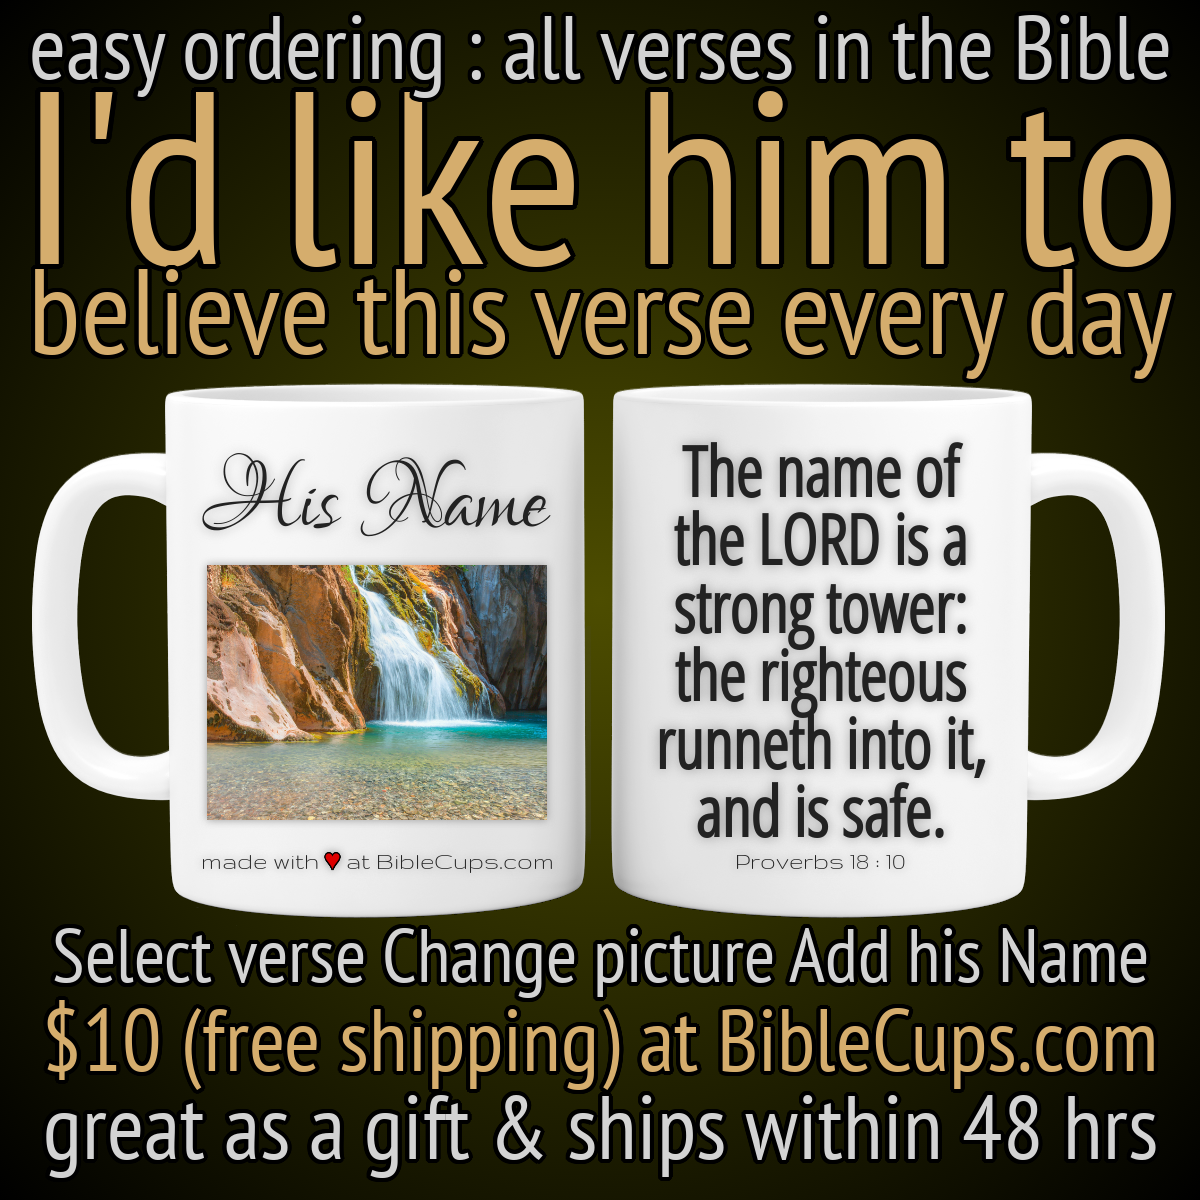 easy ordering : all verses in the Bible
I'd like him to
believe this verse every day
His Name
made with ♥ at BibleCups.com
The name of
the LORD is a
strong tower:
the righteous
runneth into it,
and is safe.
Proverbs 18 : 10
Select verse Change picture Add his Name
$10 (free shipping) at BibleCups.com
great as a gift & ships within 48 hrs